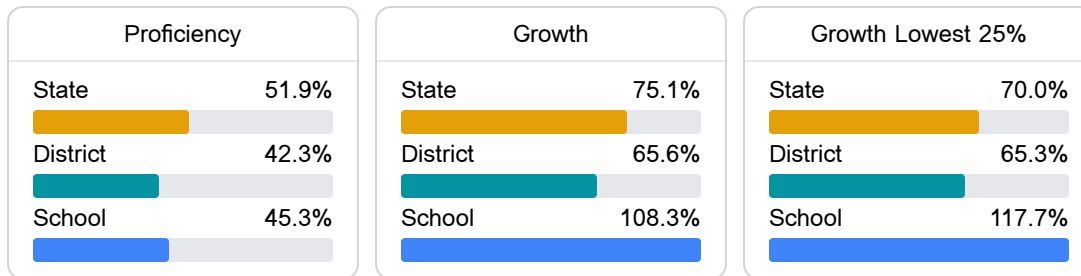 Proficiency
State 51.9%
District 42.3%
School 45.3%
Growth
State 75.1%
District 65.6%
School 108.3%
Growth Lowest 25%
State 70.0%
District 65.3%
School 117.7%